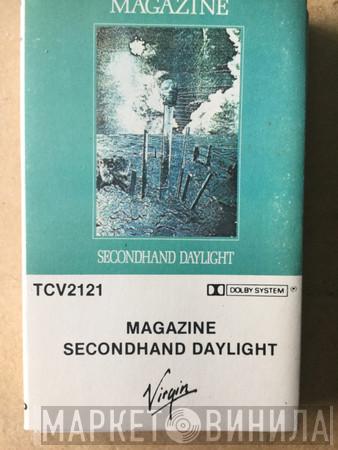 MAGAZINE
SECONDHAND DAYLIGHT
TCV2121
DOLBY SYSTEM ®
MAGAZINE
SECONDHAND DAYLIGHT
Virgin
МАРКЕТ ВИНИЛА